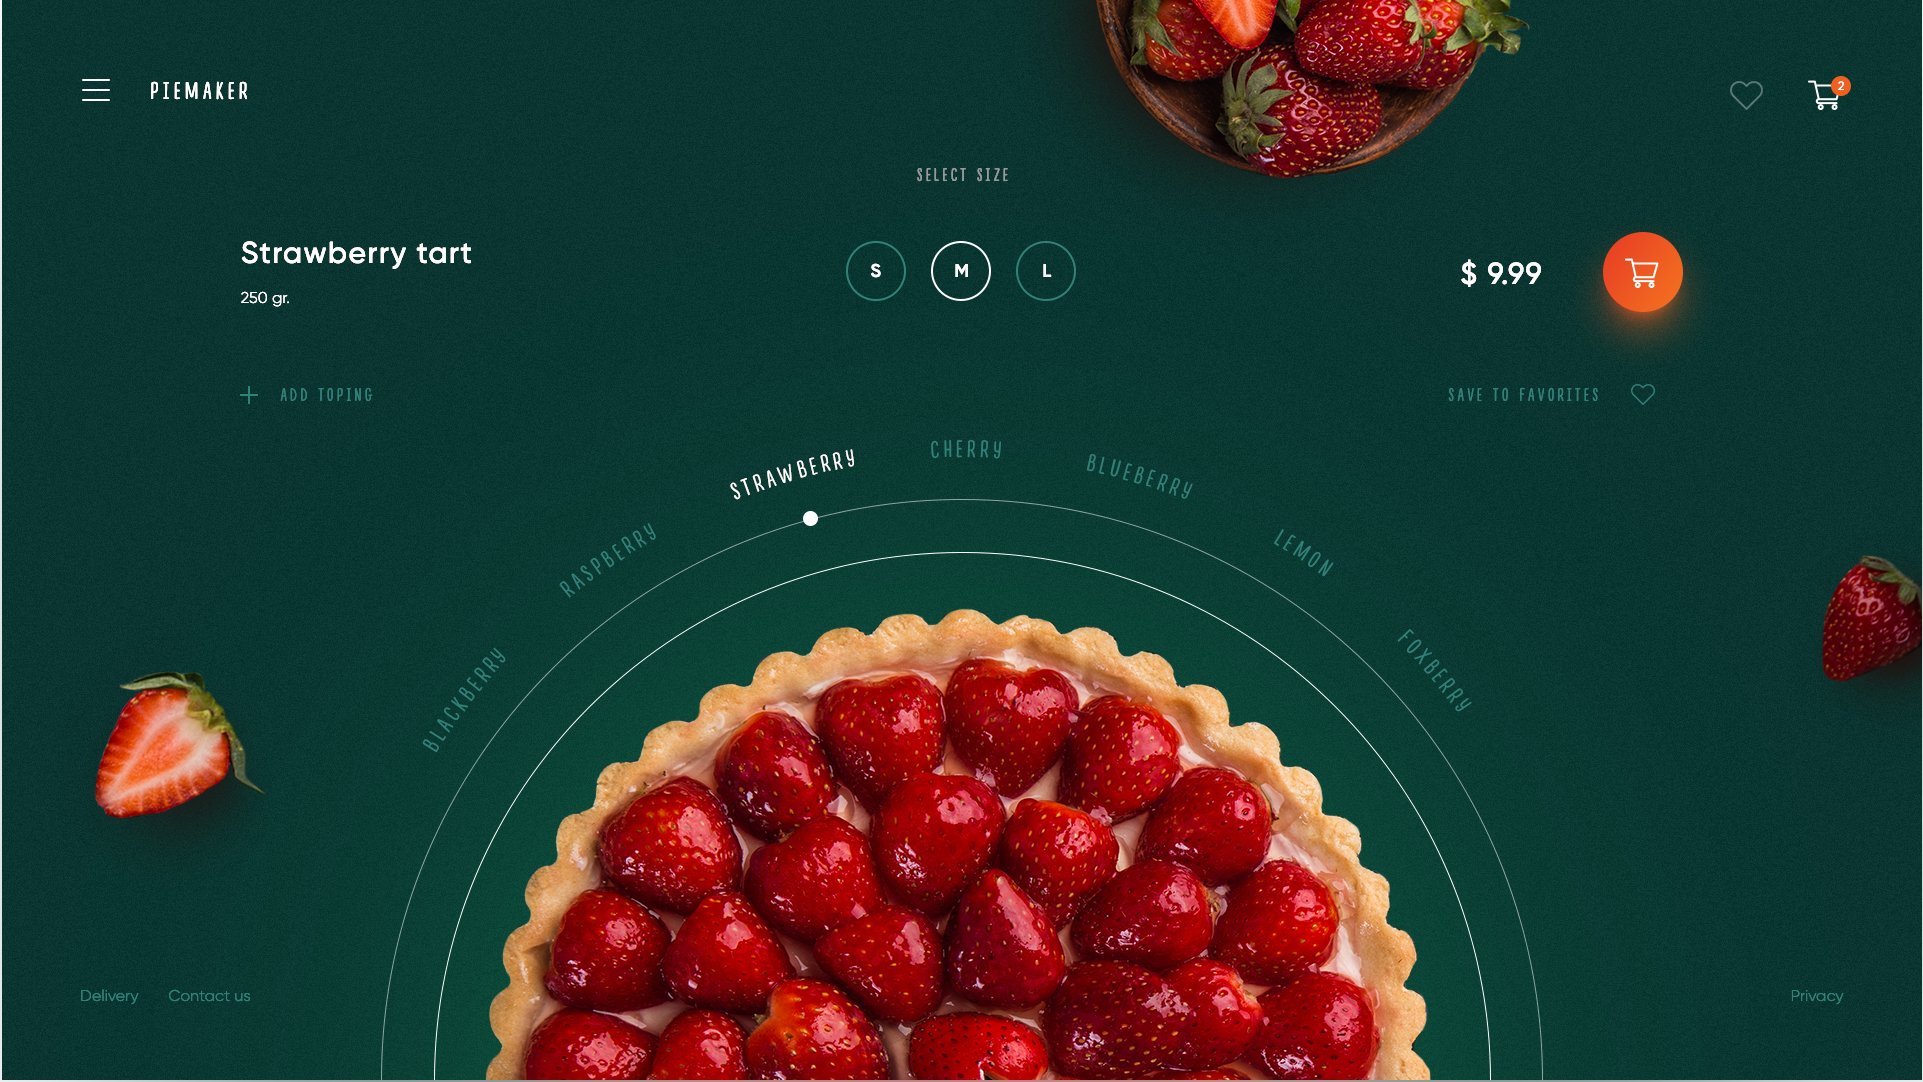 PIEMAKER
2
SELECT SIZE
Strawberry tart
250 gr.
S M L
$ 9.99
ADD TOPING
SAVE TO FAVORITES
BLACKBERRY
RASPBERRY
STRAWBERRY
CHERRY
BLUEBERRY
LEMON
FOXBERRY
Delivery
Contact us
Privacy